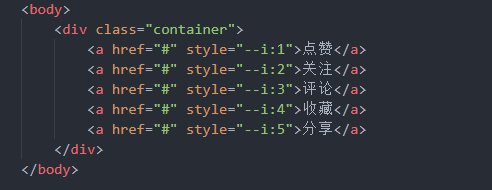 <body>
<div class="container">
<a href="#" style="--i:1">点赞</a>
<a href="#" style="--i:2">关注</a>
<a href="#" style="--i:3">评论</a>
<a href="#" style="--i:4">收藏</a>
<a href="#" style="--i:5">分享</a>
</div>
</body>